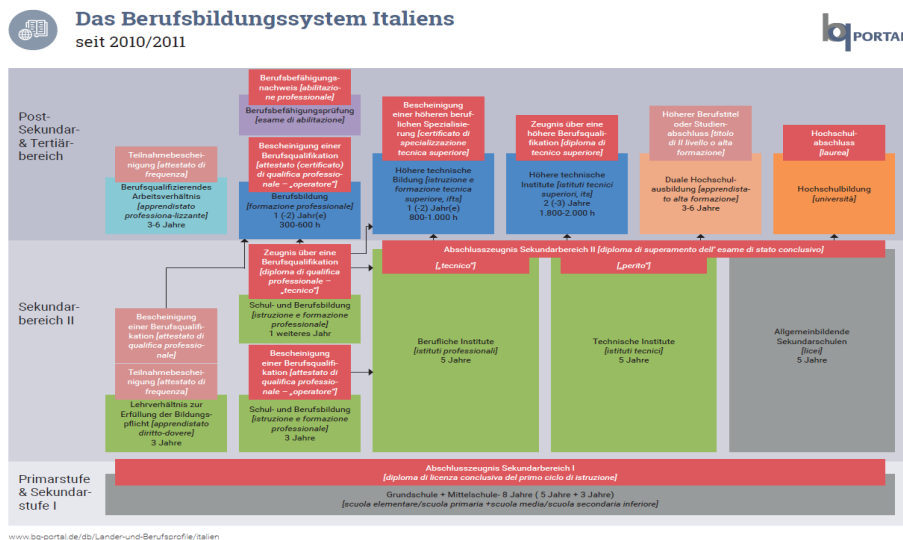 Das Berufsbildungssystem Italiens
seit 2010/2011
bq PORTAL
Post-
Sekundar-
& Tertiär-
bereich
Teilnahmebeschei-
nigung [attestato di
frequenza]
Berufsqualifizierendes
Arbeitsverhältnis
[apprendistato
professiona-lizzante]
3-6 Jahre
Berufsbefähigungs-
nachweis [abilitazio-
ne professionale]
Berufsbefähigungsprüfung
[esame di abilitazione]
Bescheinigung einer
Berufsqualifikation
[attestato (certificato)
di qualifica professio-
nale – „operatore“]
Berufsbildung
[formazione professionale]
1 (-2) Jahr(e)
300-600 h
Bescheinigung
einer höheren beruf-
lichen Spezialisie-
rung [certificato di
specializzazione
tecnica superiore]
Höhere technische
Bildung [istruzione e
formazione tecnica
superiore, ifts]
1 (-2) Jahr(e)
800-1.000 h
Zeugnis über eine
höhere Berufsquali-
fikation [diploma di
tecnico superiore]
Höhere technische
Institute [istituti tecnici
superiori, its]
2 (-3) Jahre
1.800-2.000 h
Höherer Berufstitel
oder Studien-
abschluss [titolo
di II livello o alta
formazione]
Duale Hochschul-
ausbildung [apprendista-
to alta formazione]
3-6 Jahre
Hochschul-
abschluss
[laurea]
Hochschulbildung
[università]
Sekundar-
bereich II
Abschlusszeugnis Sekundarbereich II [diploma di superamento dell' esame di stato conclusivo]
[„tecnico“]
[„perito“]
Zeugnis über eine
Berufsqualifikation
[diploma di qualifica
professionale –
„tecnico“]
Schul- und Berufsbildung
[istruzione e formazione
professionale]
1 weiteres Jahr
Bescheinigung
einer Berufsqualifi-
kation [attestato di
qualifica professio-
nale]
Teilnahmebeschei-
nigung [attestato di
frequenza]
Lehrverhältnis zur
Erfüllung der Bildungs-
pflicht [apprendistato
diritto-dovere]
3 Jahre
Bescheinigung
einer Berufsqualifi-
kation [attestato di
qualifica professio-
nale – „operatore“]
Schul- und Berufsbildung
[istruzione e formazione
professionale]
3 Jahre
Berufliche Institute
[istituti professionali]
5 Jahre
Technische Institute
[istituti tecnici]
5 Jahre
Allgemeinbildende
Sekundarschulen
[licei]
5 Jahre
Primarstufe
& Sekundar-
stufe I
Abschlusszeugnis Sekundarbereich I
[diploma di licenza conclusiva del primo ciclo di istruzione]
Grundschule + Mittelschule- 8 Jahre ( 5 Jahre + 3 Jahre)
[scuola elementare/scuola primaria +scuola media/scuola secondaria inferiore]
www.bq-portal.de/db/Lander-und-Berufsprofile/italien